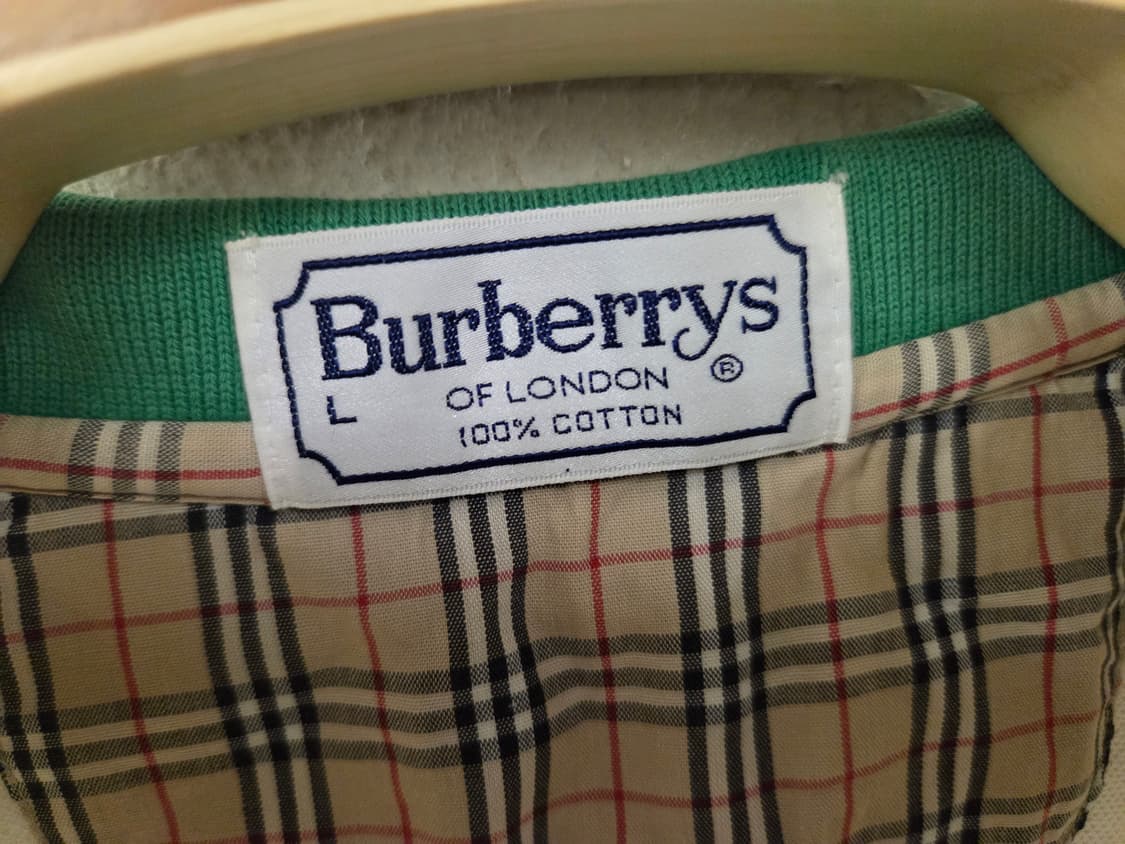 Burberrys
L OF LONDON ®
100% COTTON